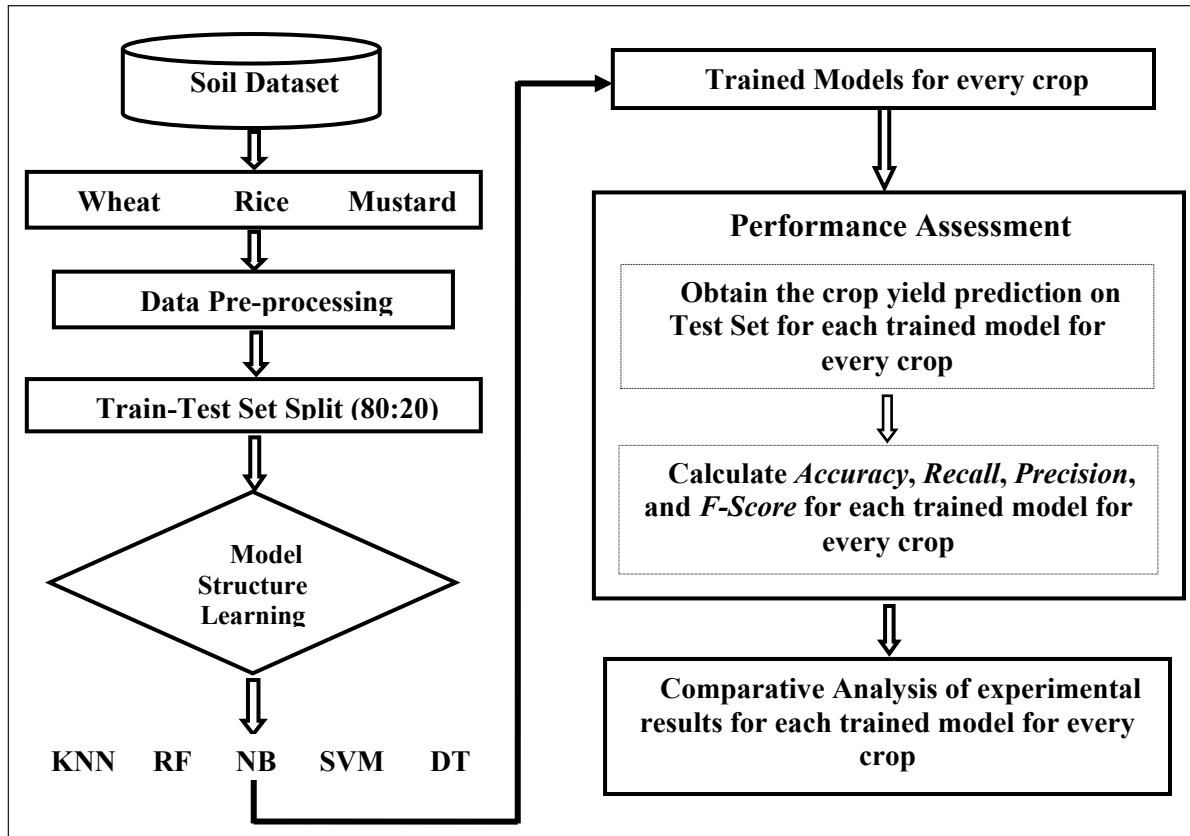 Soil Dataset
Wheat Rice Mustard
Data Pre-processing
Train-Test Set Split (80:20)
Model
Structure
Learning
KNN RF NB SVM DT
Trained Models for every crop
Performance Assessment
Obtain the crop yield prediction on
Test Set for each trained model for
every crop
Calculate Accuracy, Recall, Precision,
and F-Score for each trained model for
every crop
Comparative Analysis of experimental
results for each trained model for every
crop